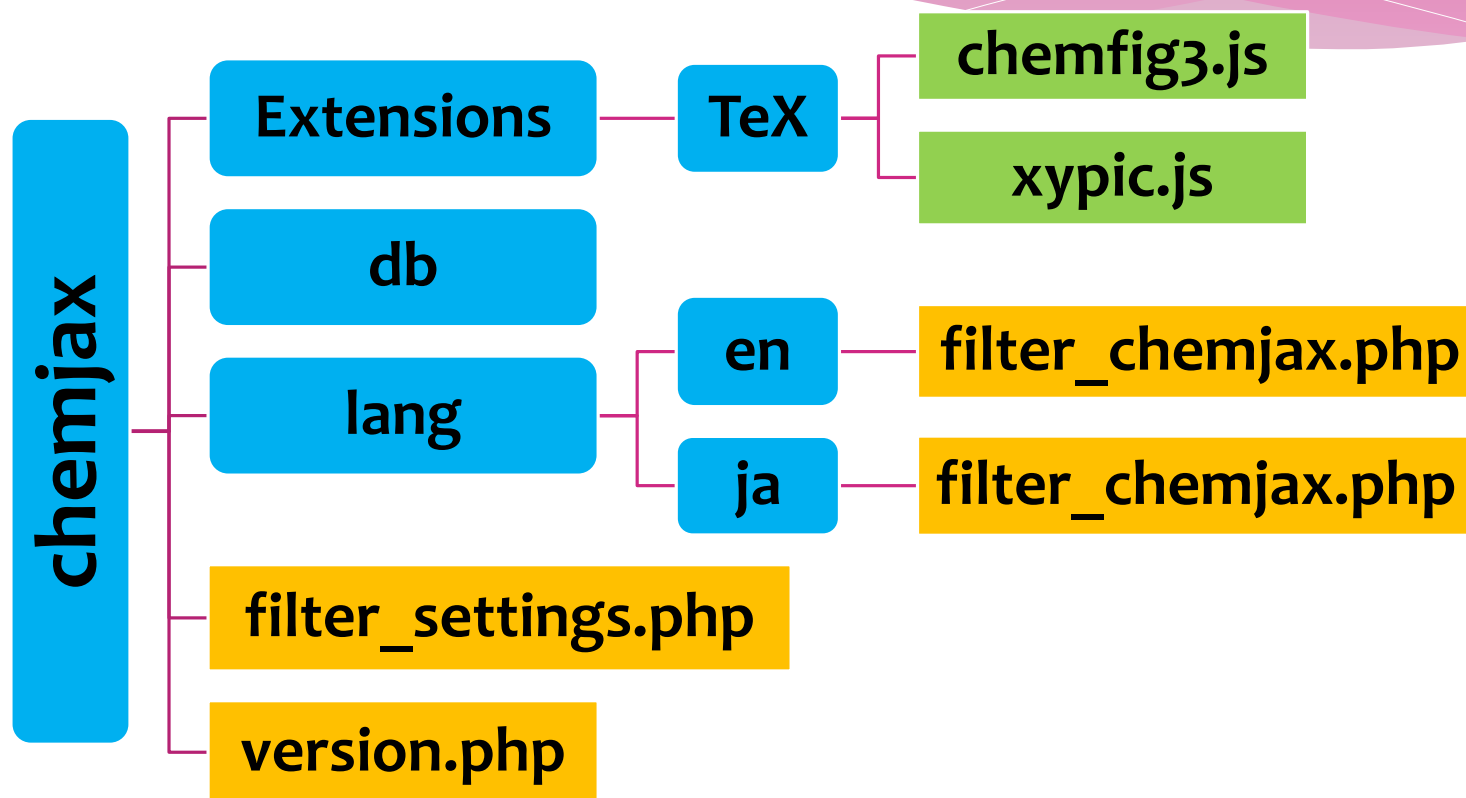 chemjax
Extensions
TeX
chemfig3.js
xypic.js
db
lang
en
filter_chemjax.php
ja
filter_chemjax.php
filter_settings.php
version.php